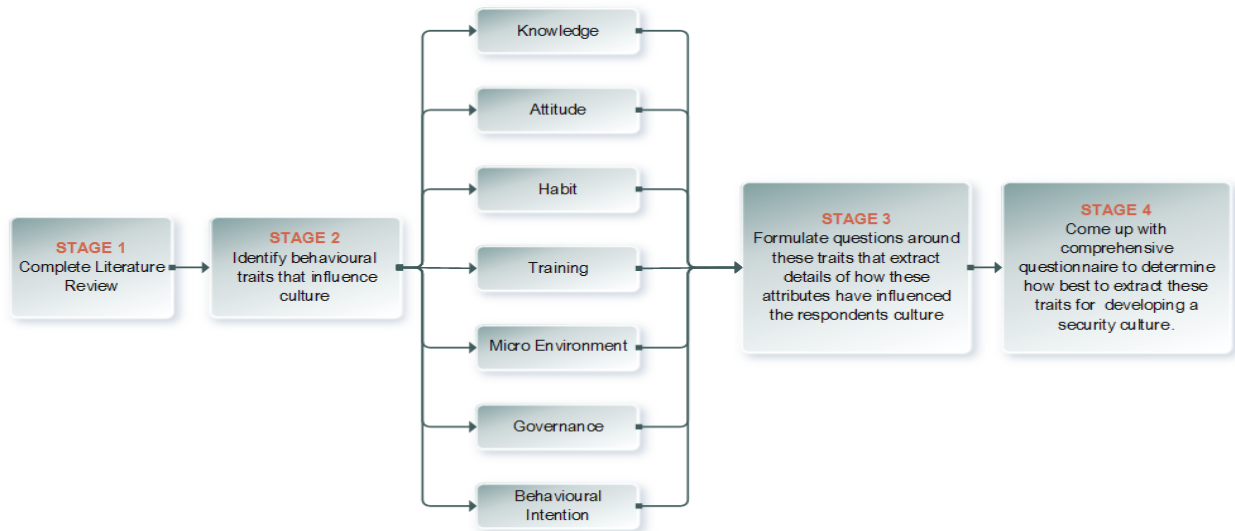 STAGE 1
Complete Literature
Review
STAGE 2
Identify behavioural
traits that influence
culture
Knowledge
Attitude
Habit
Training
Micro Environment
Governance
Behavioural
Intention
STAGE 3
Formulate questions around
these traits that extract
details of how these
attributes have influenced
the respondents culture
STAGE 4
Come up with
comprehensive
questionnaire to determine
how best to extract these
traits for developing a
security culture.